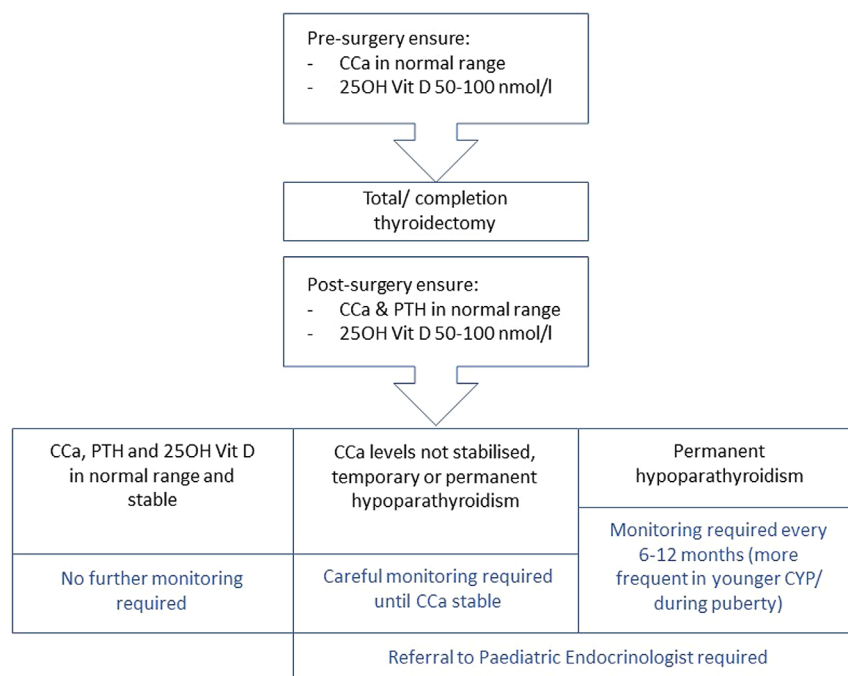 Pre-surgery ensure:
- CCa in normal range
- 25OH Vit D 50-100 nmol/l
Total/ completion
thyroidectomy
Post-surgery ensure:
- CCa & PTH in normal range
- 25OH Vit D 50-100 nmol/l
CCa, PTH and 25OH Vit D
in normal range and
stable
No further monitoring
required
CCa levels not stabilised,
temporary or permanent
hypoparathyroidism
Careful monitoring required
until CCa stable
Permanent
hypoparathyroidism
Monitoring required every
6-12 months (more
frequent in younger CYP/
during puberty)
Referral to Paediatric Endocrinologist required